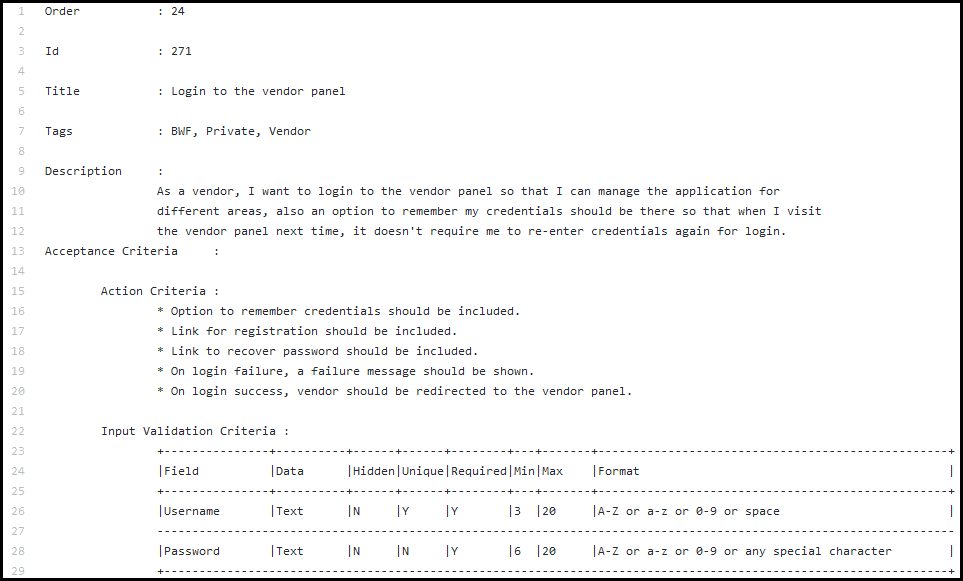 1 Order : 24
2
3 Id : 271
4
5 Title : Login to the vendor panel
6
7 Tags : BWF, Private, Vendor
8
9 Description :
10 As a vendor, I want to login to the vendor panel so that I can manage the application for
11 different areas, also an option to remember my credentials should be there so that when I visit
12 the vendor panel next time, it doesn't require me to re-enter credentials again for login.
13 Acceptance Criteria :
14
15 Action Criteria :
16 * Option to remember credentials should be included.
17 * Link for registration should be included.
18 * Link to recover password should be included.
19 * On login failure, a failure message should be shown.
20 * On login success, vendor should be redirected to the vendor panel.
21
22 Input Validation Criteria :
23 +---------------+----------+------+------+--------+---+-------+--------------------------------------------------+
24 |Field |Data |Hidden|Unique|Required|Min|Max |Format |
25 +---------------+----------+------+------+--------+---+-------+--------------------------------------------------+
26 |Username |Text |N |Y |Y |3 |20 |A-Z or a-z or 0-9 or space |
27 -----------------------------------------------------------------------------------------------------------------
28 |Password |Text |N |N |Y |6 |20 |A-Z or a-z or 0-9 or any special character |
29 +---------------+----------+------+------+--------+---+-------+--------------------------------------------------+